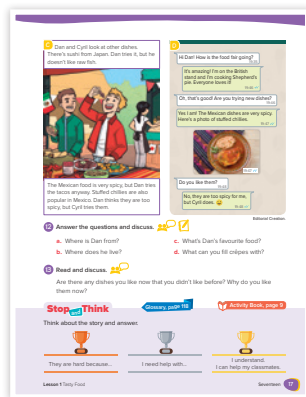 C Dan and Cyril look at other dishes.
There's sushi from Japan. Dan tries it, but he
doesn't like raw fish.
The Mexican food is very spicy, but Dan tries
the tacos anyway. Stuffed chillies are also
popular in Mexico. Dan thinks they are too
spicy, but Cyril tries them.
D
Hi Dan! How is the food fair going?
It's amazing! I'm on the British
stand and I'm cooking Shepherd's
pie. Everyone loves it!
Oh, that's good! Are you trying new dishes?
Yes I am! The Mexican dishes are very spicy.
Here's a photo of stuffed chillies.
Do you like them?
No, they are too spicy for me,
but Cyril does.
Editorial Creation.
12 Answer the questions and discuss.
a. Where is Dan from?
b. Where does he live?
c. What's Dan's favourite food?
d. What can you fill crêpes with?
13 Read and discuss.
Are there any dishes you like now that you didn't like before? Why do you like
them now?
Stop and Think
Glossary, page 118
Activity Book, page 9
Think about the story and answer.
They are hard because...
I need help with...
I understand.
I can help my classmates.
Lesson 1 Tasty Food
Seventeen 17